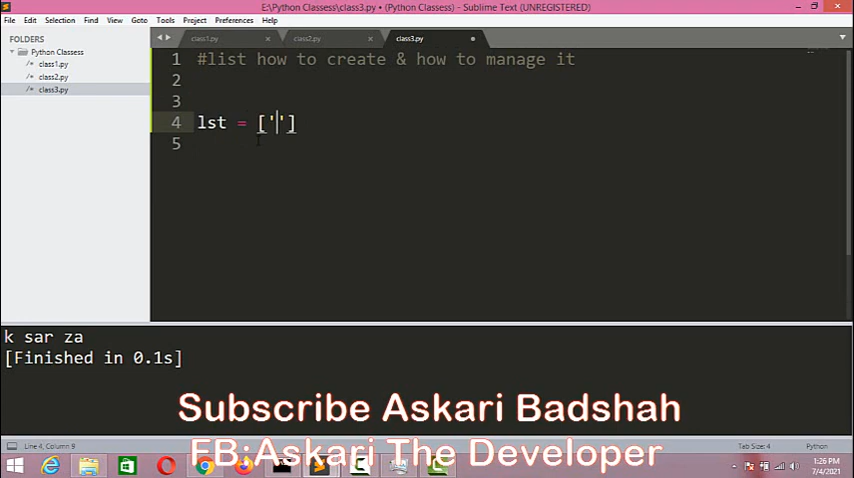 E:\Python Classess\class3.py • (Python Classess) - Sublime Text (UNREGISTERED)
File Edit Selection Find View Goto Tools Project Preferences Help
FOLDERS
Python Classess
class1.py
class2.py
class3.py
class1.py class2.py class3.py
1 #list how to create & how to manage it
2
3
4 lst = ['']
5
k sar za
[Finished in 0.1s]
Subscribe Askari Badshah
FB:Askari The Developer
Line 4, Column 9 Tab Size: 4 Python
1:26 PM
7/4/2021